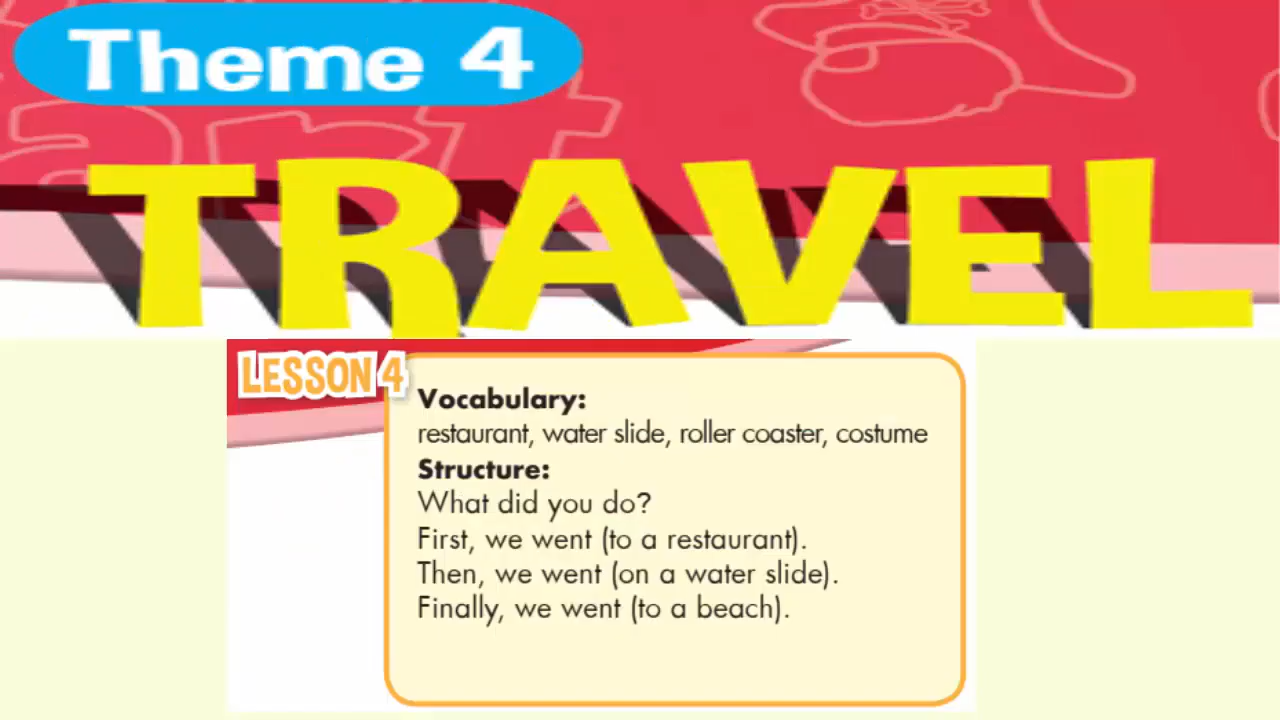 Theme 4
TRAVEL
LESSON 4
Vocabulary:
restaurant, water slide, roller coaster, costume
Structure:
What did you do?
First, we went (to a restaurant).
Then, we went (on a water slide).
Finally, we went (to a beach).